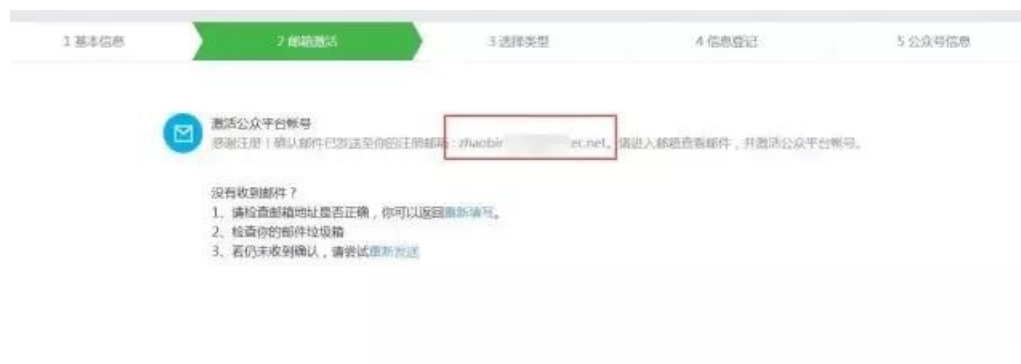 1 基本信息
2 邮箱激活
3 选择类型
4 信息登记
5 公众号信息
激活公众平台帐号
感谢注册！确认邮件已发送至你的注册邮箱：zhaobin ec.net。请进入邮箱查看邮件，并激活公众平台帐号。
没有收到邮件？
1、请检查邮箱地址是否正确，你可以返回重新填写。
2、检查你的邮件垃圾箱
3、若仍未收到确认，请尝试重新发送